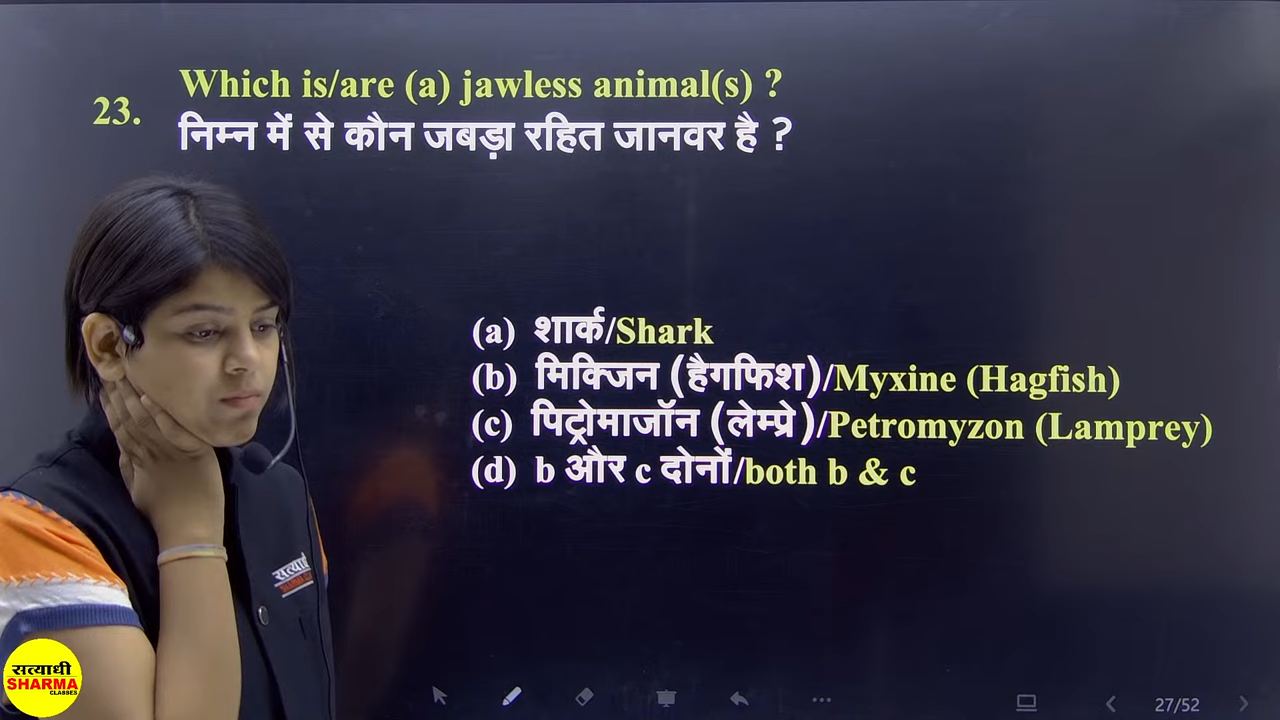 23.
Which is/are (a) jawless animal(s) ?
निम्न में से कौन जबड़ा रहित जानवर है ?
(a) शार्क/Shark
(b) मिक्जिन (हैगफिश)/Myxine (Hagfish)
(c) पिट्रोमाजॉन (लेम्प्रे)/Petromyzon (Lamprey)
(d) b और c दोनों/both b & c
सत्याधी
सत्याधी
SHARMA
CLASSES
27/52